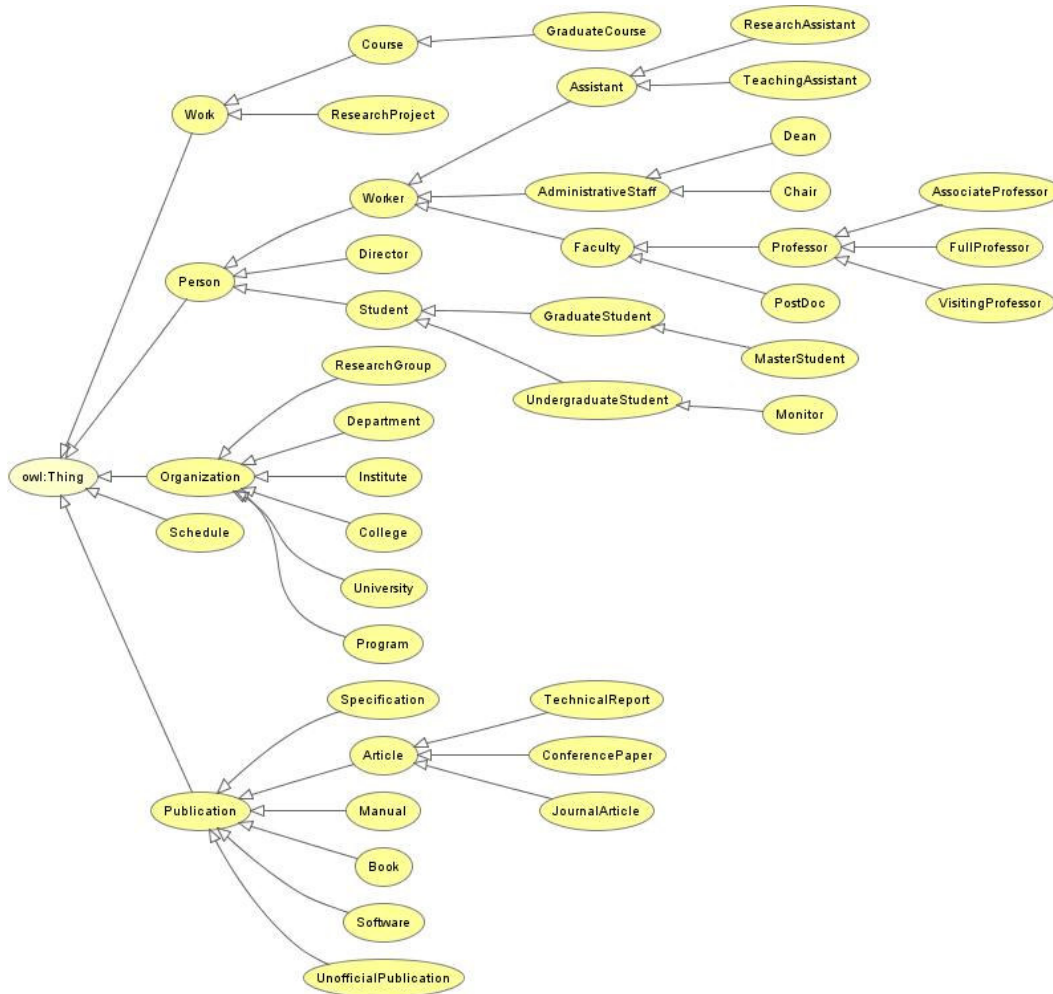 ResearchAssistant
GraduateCourse
Course
TeachingAssistant
Assistant
Work
ResearchProject
Dean
AdministrativeStaff
Chair
AssociateProfessor
Worker
Faculty
Professor
FullProfessor
Director
Person
PostDoc
VisitingProfessor
Student
GraduateStudent
MasterStudent
ResearchGroup
UndergraduateStudent
Monitor
Department
owl:Thing
Organization
Institute
Schedule
College
University
Program
Specification
TechnicalReport
Article
ConferencePaper
Publication
Manual
JournalArticle
Book
Software
UnofficialPublication